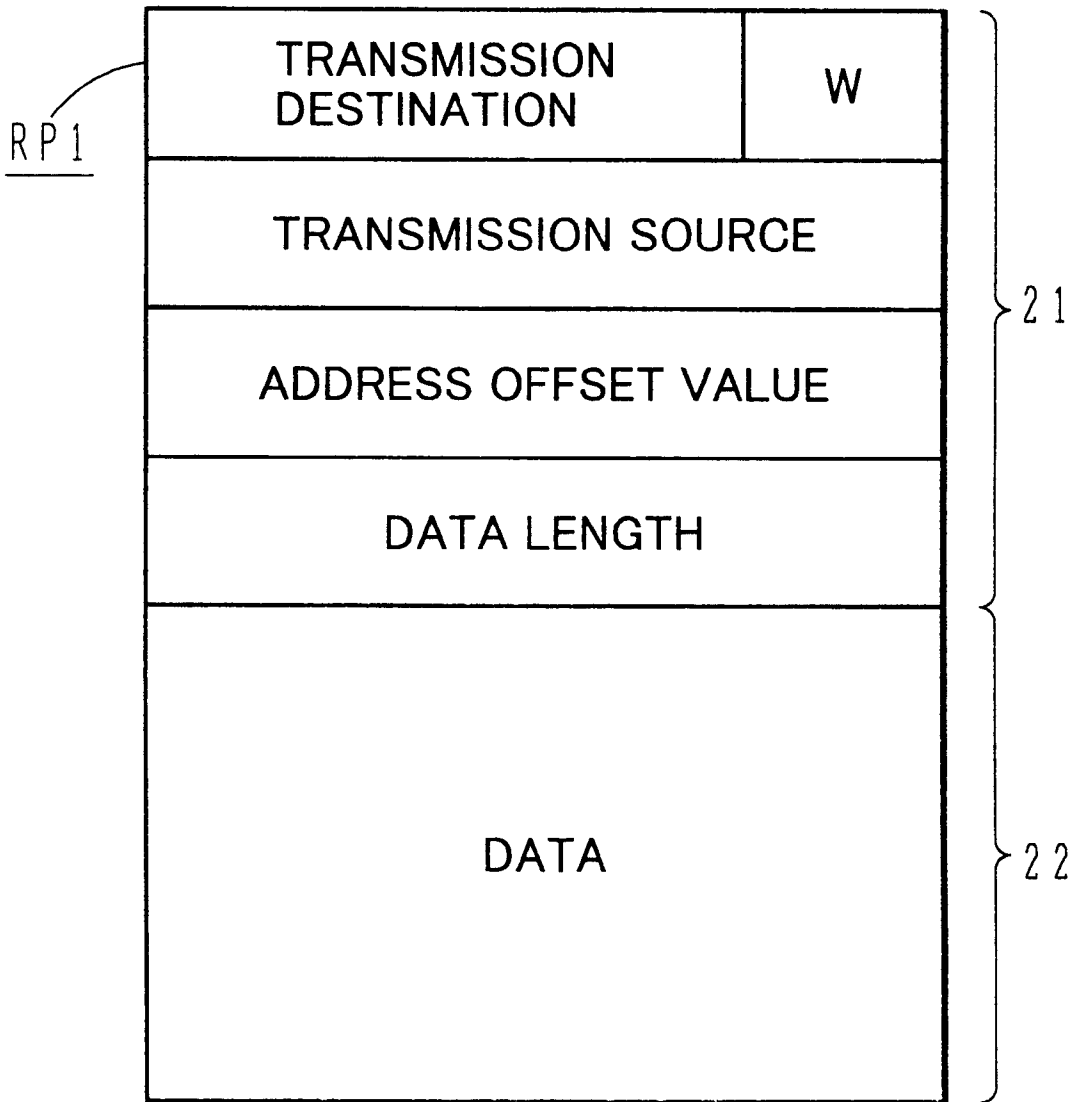 TRANSMISSION
DESTINATION
W
RP1
TRANSMISSION SOURCE
21
ADDRESS OFFSET VALUE
DATA LENGTH
DATA
22